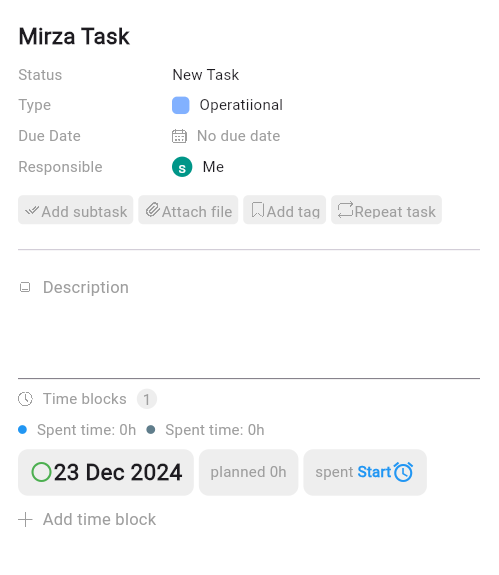 Mirza Task
Status New Task
Type Operatiional
Due Date No due date
Responsible s Me
Add subtask Attach file Add tag Repeat task
Description
Time blocks 1
Spent time: 0h Spent time: 0h
23 Dec 2024 planned 0h spent Start
Add time block